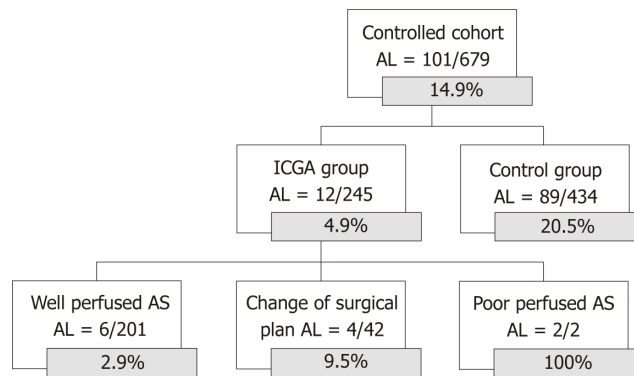 Controlled cohort
AL = 101/679
14.9%
ICGA group
AL = 12/245
4.9%
Control group
AL = 89/434
20.5%
Well perfused AS
AL = 6/201
2.9%
Change of surgical
plan AL = 4/42
9.5%
Poor perfused AS
AL = 2/2
100%